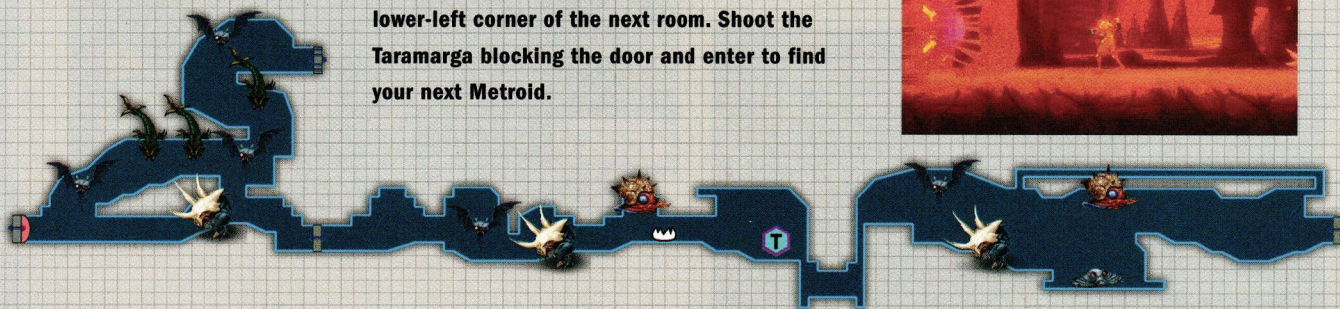 lower-left corner of the next room. Shoot the
Taramarga blocking the door and enter to find
your next Metroid.
T